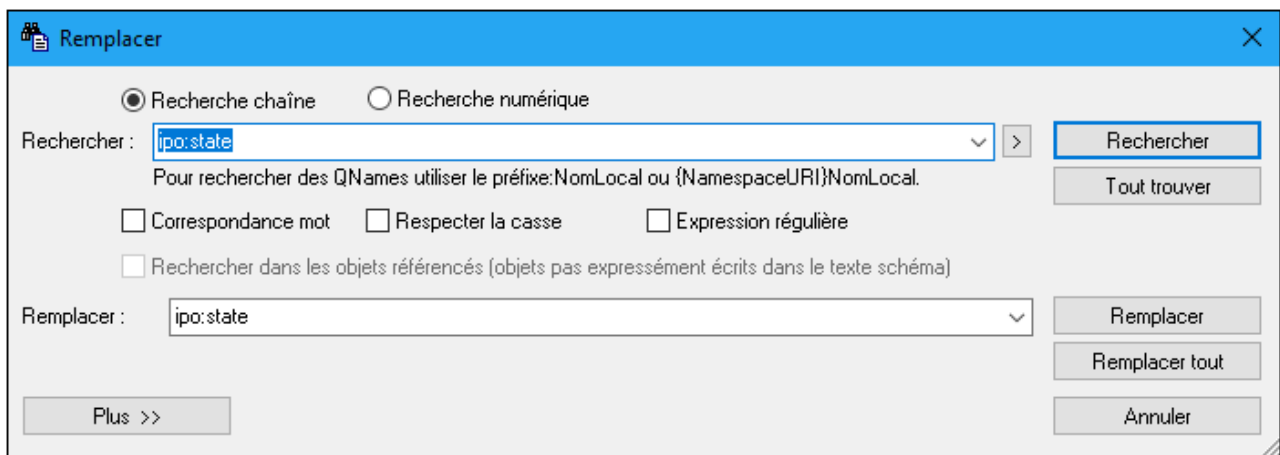 Remplacer
Recherche chaîne Recherche numérique
Rechercher : ipo:state > Rechercher
Pour rechercher des QNames utiliser le préfixe:NomLocal ou {NamespaceURI}NomLocal.
Tout trouver
Correspondance mot Respecter la casse Expression régulière
Rechercher dans les objets référencés (objets pas expressément écrits dans le texte schéma)
Remplacer : ipo:state Remplacer
Remplacer tout
Plus >> Annuler